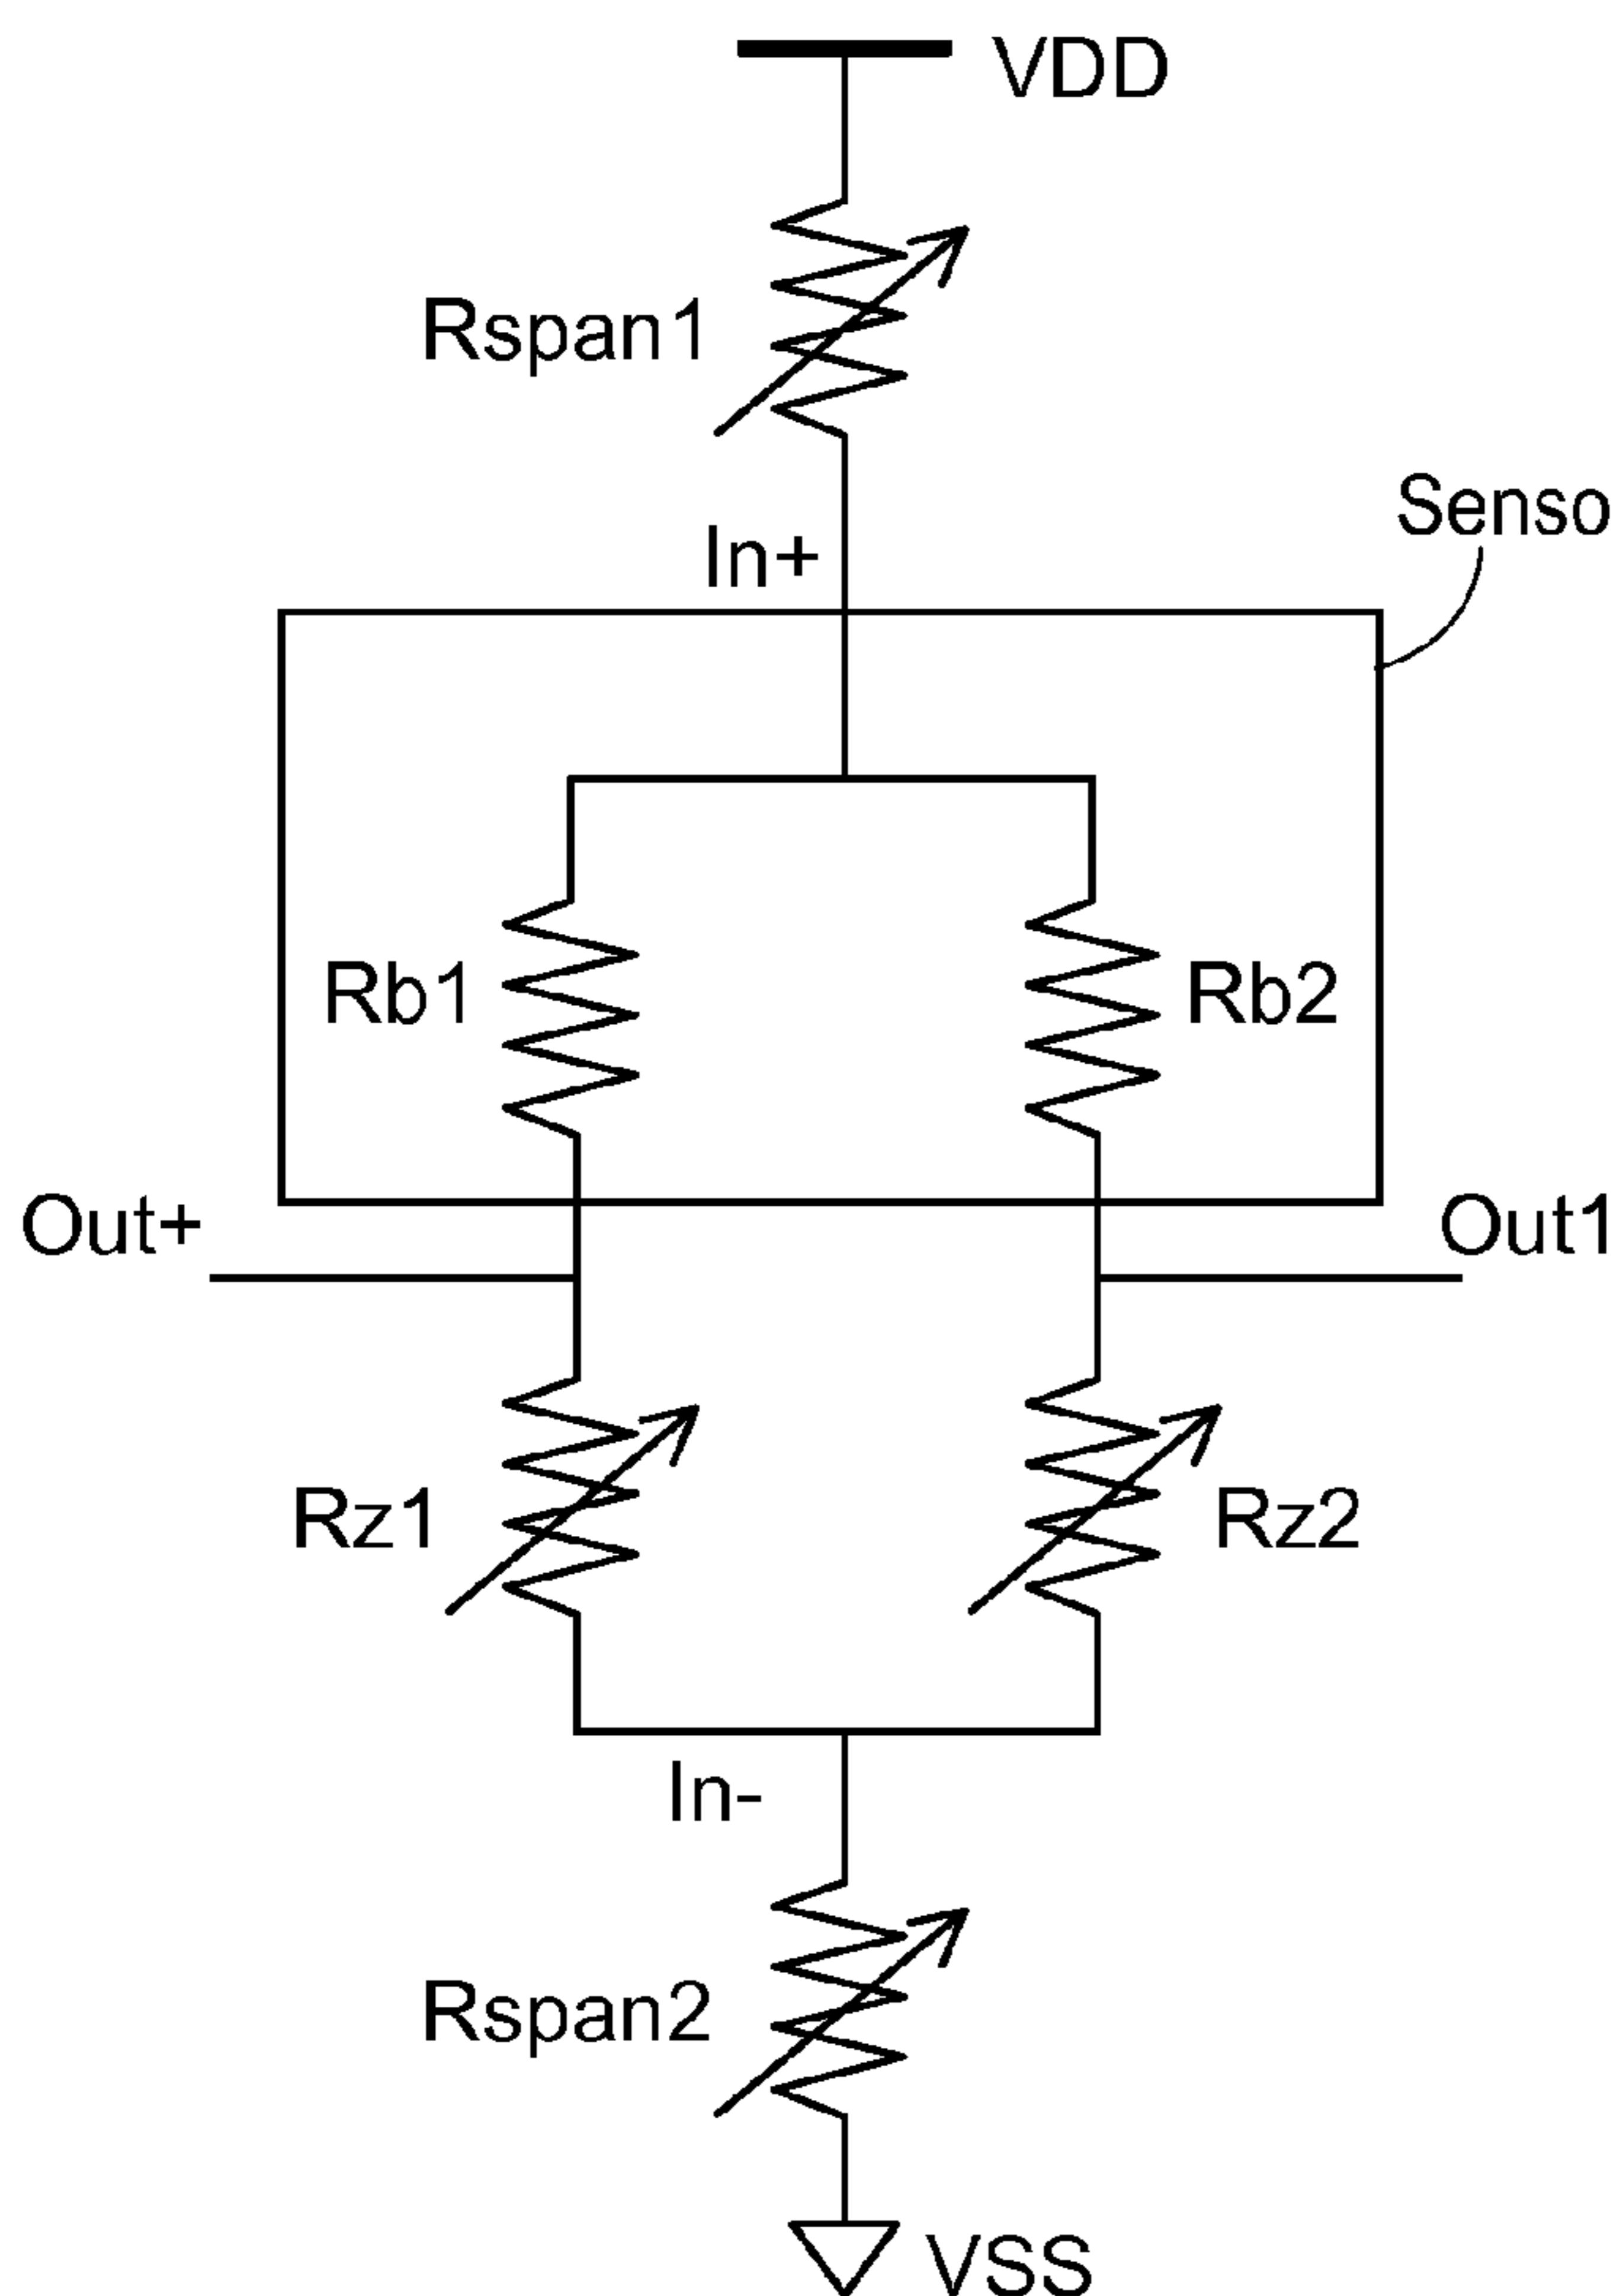 VDD
Rspan1
Senso
In+
Rb1
Rb2
Out+
Out1
Rz1
Rz2
In-
Rspan2
VSS